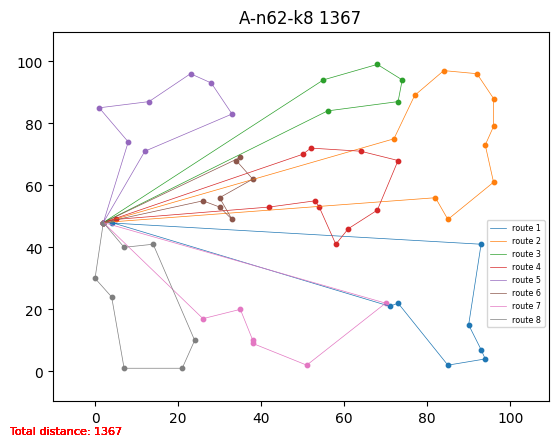 A-n62-k8 1367
100
80
60
40
20
0
0 20 40 60 80 100
route 1
route 2
route 3
route 4
route 5
route 6
route 7
route 8
Total distance: 1367